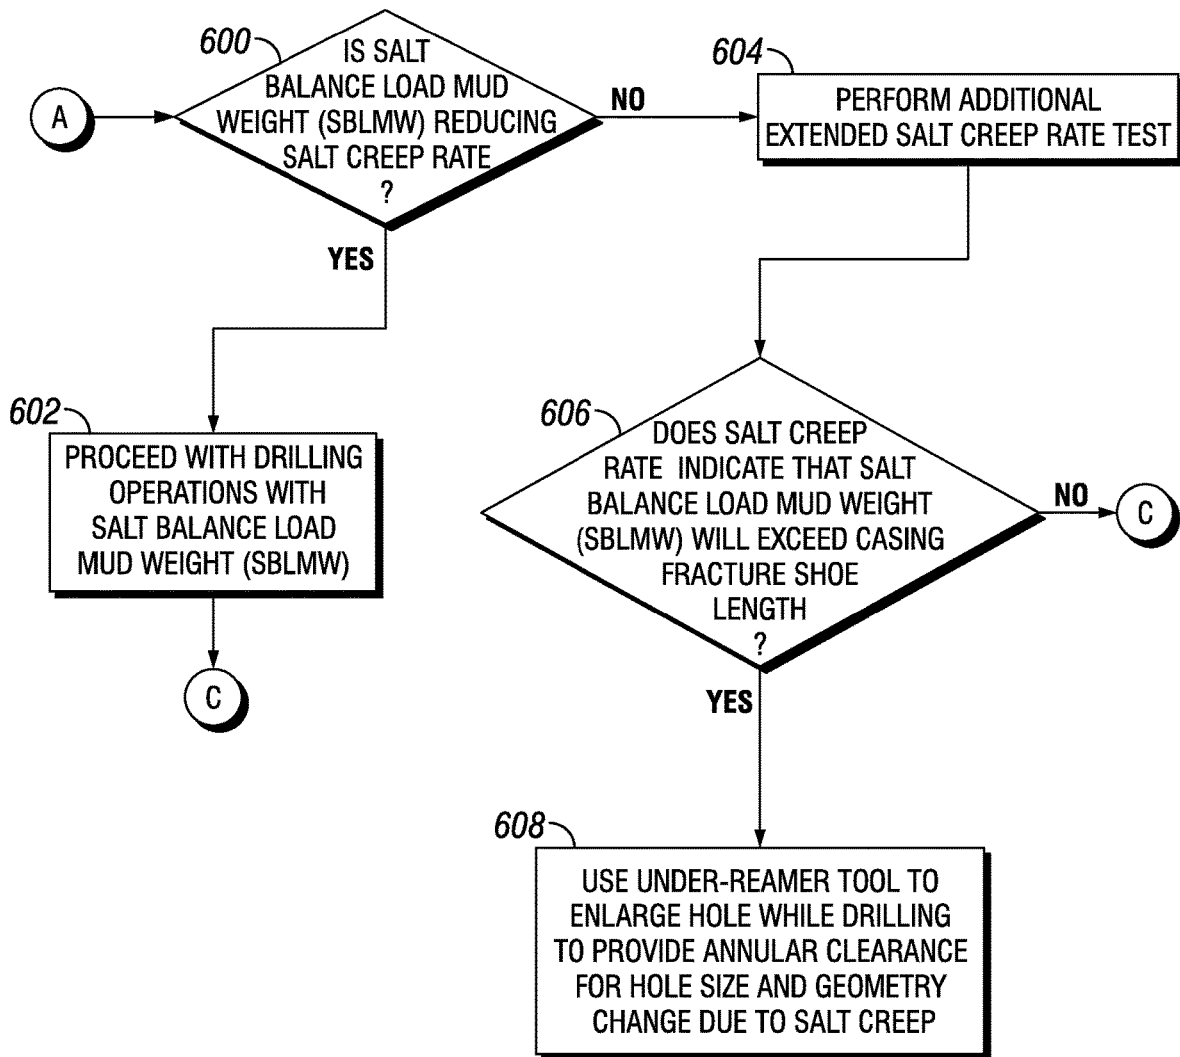 600
IS SALT
BALANCE LOAD MUD
WEIGHT (SBLMW) REDUCING
SALT CREEP RATE
?
A
NO
604
PERFORM ADDITIONAL
EXTENDED SALT CREEP RATE TEST
YES
602
PROCEED WITH DRILLING
OPERATIONS WITH
SALT BALANCE LOAD
MUD WEIGHT (SBLMW)
C
606
DOES SALT CREEP
RATE INDICATE THAT SALT
BALANCE LOAD MUD WEIGHT
(SBLMW) WILL EXCEED CASING
FRACTURE SHOE
LENGTH
?
NO
C
YES
608
USE UNDER-REAMER TOOL TO
ENLARGE HOLE WHILE DRILLING
TO PROVIDE ANNULAR CLEARANCE
FOR HOLE SIZE AND GEOMETRY
CHANGE DUE TO SALT CREEP